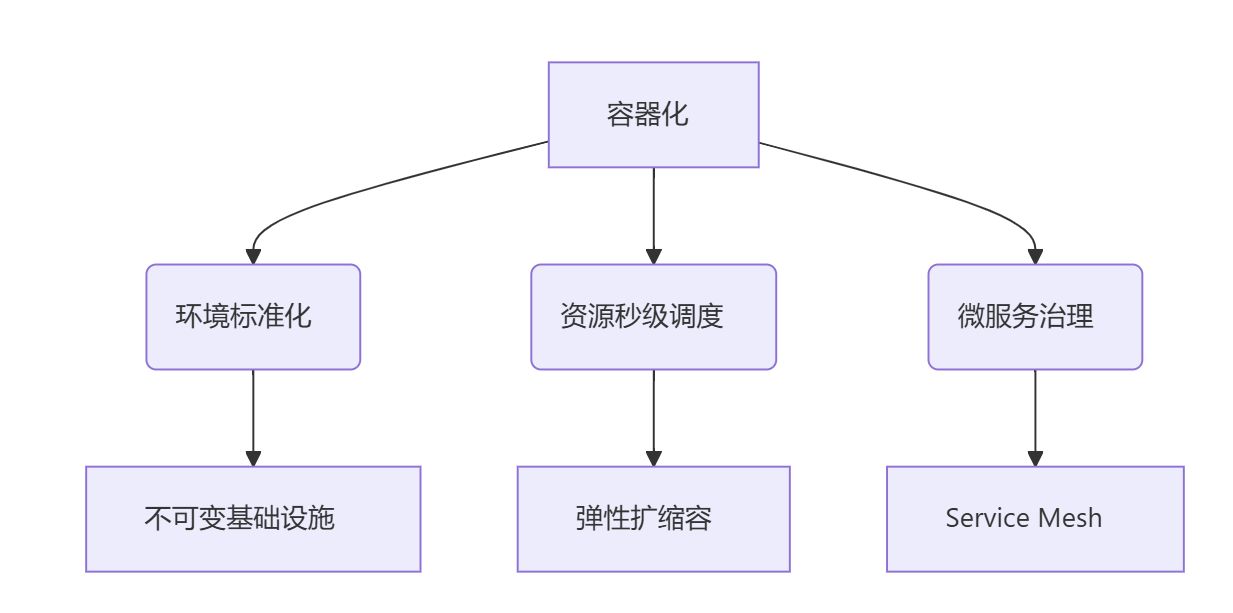 容器化
环境标准化
资源秒级调度
微服务治理
不可变基础设施
弹性扩缩容
Service Mesh